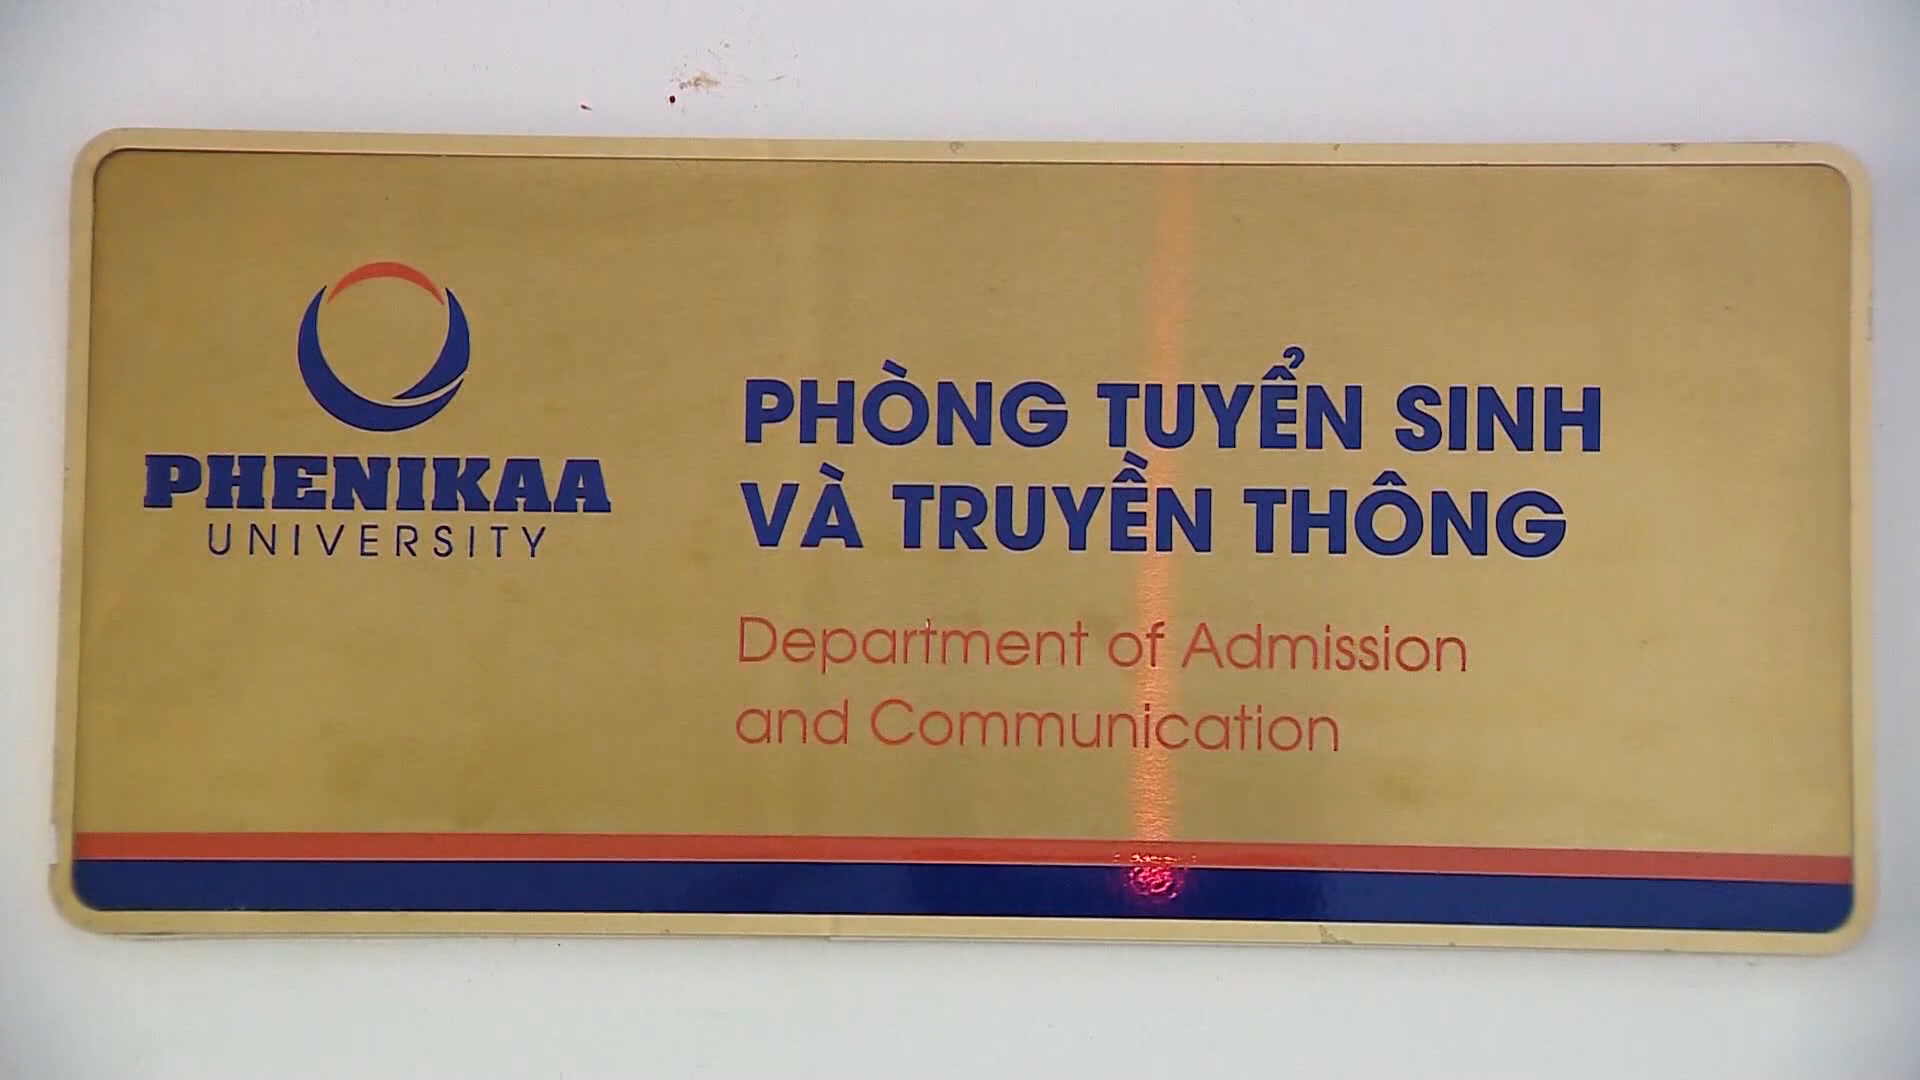 PHENIKAA
UNIVERSITY
PHÒNG TUYỂN SINH
VÀ TRUYỀN THÔNG
Department of Admission
and Communication